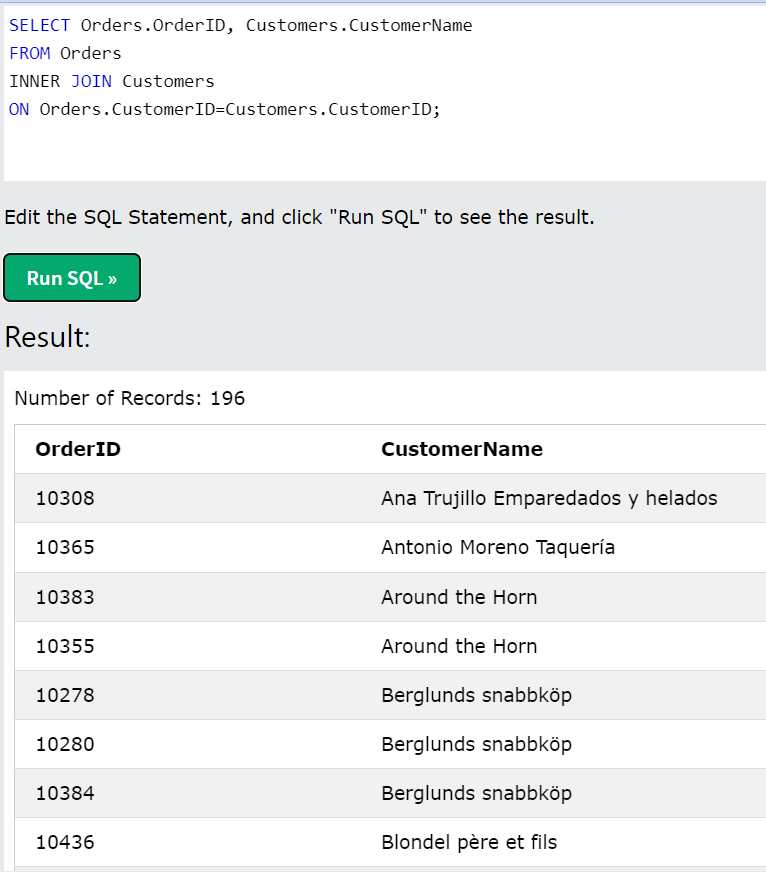 SELECT Orders.OrderID, Customers.CustomerName
FROM Orders
INNER JOIN Customers
ON Orders.CustomerID=Customers.CustomerID;
Edit the SQL Statement, and click "Run SQL" to see the result.
Run SQL »
Result:
Number of Records: 196
OrderID CustomerName
10308 Ana Trujillo Emparedados y helados
10365 Antonio Moreno Taquería
10383 Around the Horn
10355 Around the Horn
10278 Berglunds snabbköp
10280 Berglunds snabbköp
10384 Berglunds snabbköp
10436 Blondel père et fils